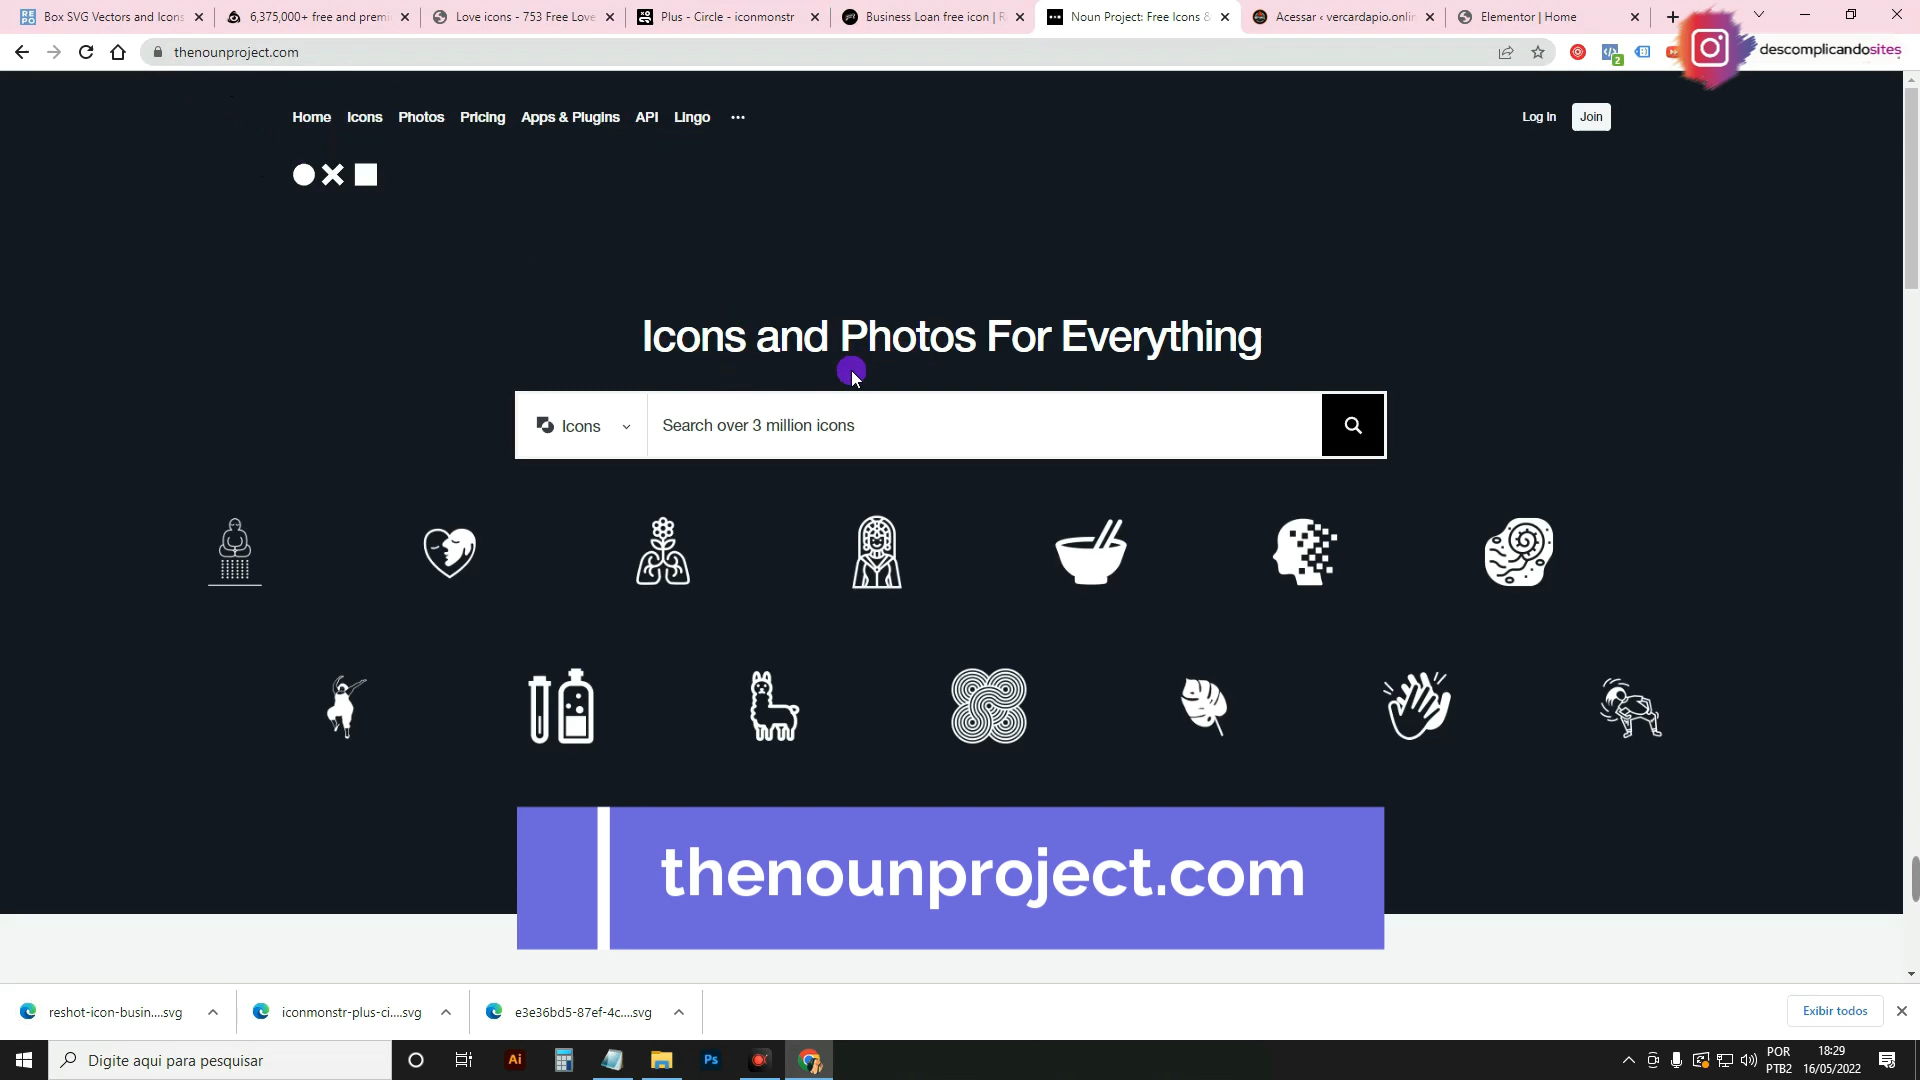 Box SVG Vectors and Icons
6,375,000+ free and premi
Love icons - 753 Free Love
Plus - Circle - iconmonstr
Business Loan free icon | R
Noun Project: Free Icons &
Acessar ‹ vercardapio.onlin
Elementor | Home
thenounproject.com
2
descomplicandosites
Home Icons Photos Pricing Apps & Plugins API Lingo ...
Log In
Join
Icons and Photos For Everything
Icons
Search over 3 million icons
thenounproject.com
reshot-icon-busin....svg
iconmonstr-plus-ci....svg
e3e36bd5-87ef-4c....svg
Exibir todos
Digite aqui para pesquisar
Ai
Ps
POR
PTB2
18:29
16/05/2022